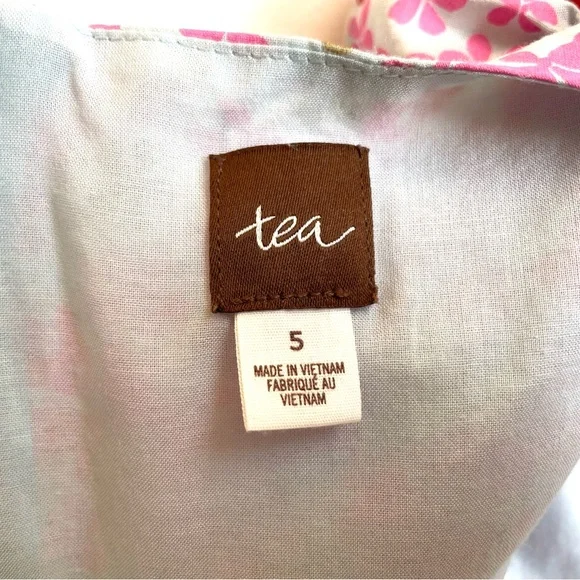 tea
5
MADE IN VIETNAM
FABRIQUÉ AU
VIETNAM